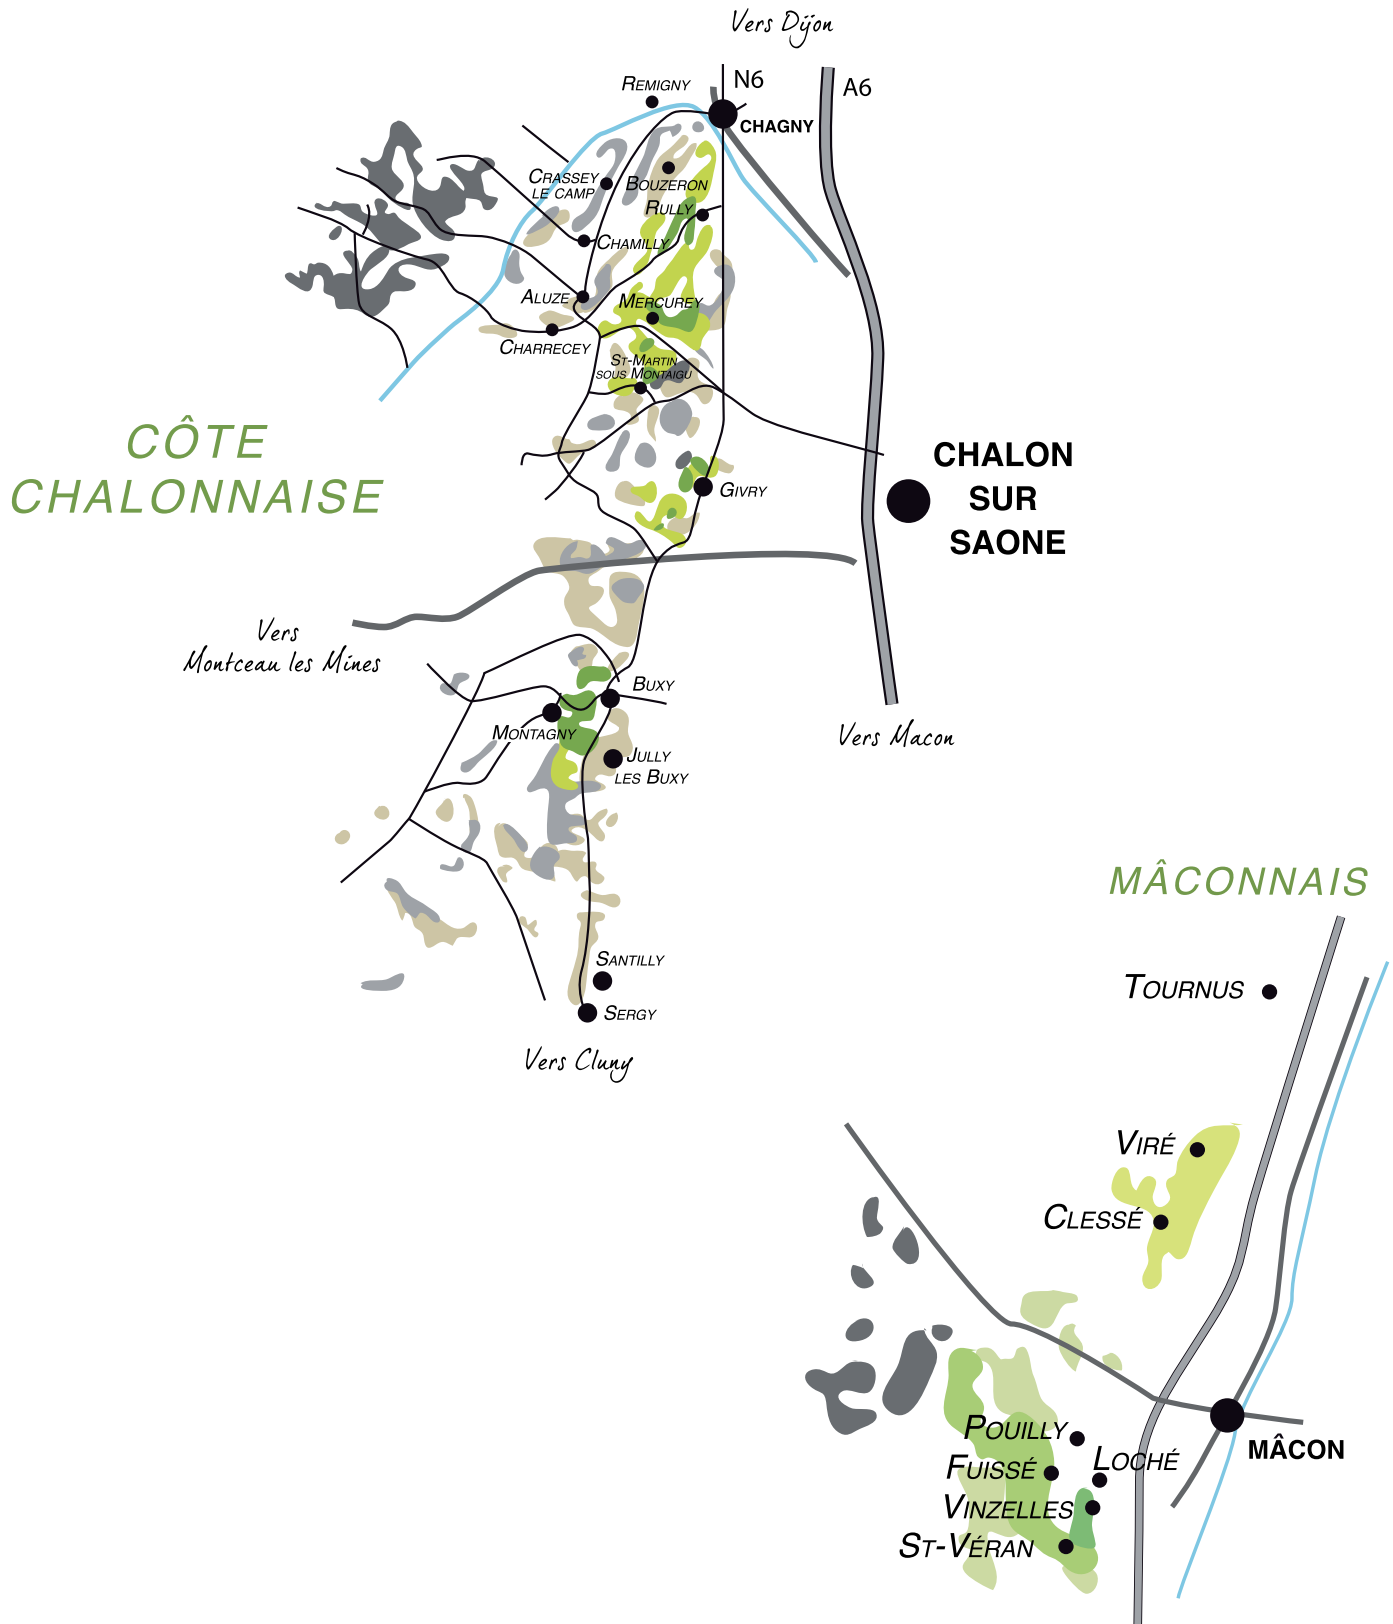 Vers Dijon
N6
A6
REMIGNY
CHAGNY
CRASSEY
LE CAMP
BOUZERON
RULLY
CHAMILLY
ALUZE
MERCUREY
CHARRECEY
ST-MARTIN
SOUS MONTAIGU
CÔTE
CHALONNAISE
CHALON
SUR
SAONE
GIVRY
Vers
Montceau les Mines
BUXY
MONTAGNY
Vers Macon
JULLY
LES BUXY
MÂCONNAIS
SANTILLY
TOURNUS
SERGY
Vers Cluny
VIRÉ
CLESSÉ
POUILLY
MÂCON
LOCHÉ
FUISSÉ
VINZELLES
ST-VÉRAN